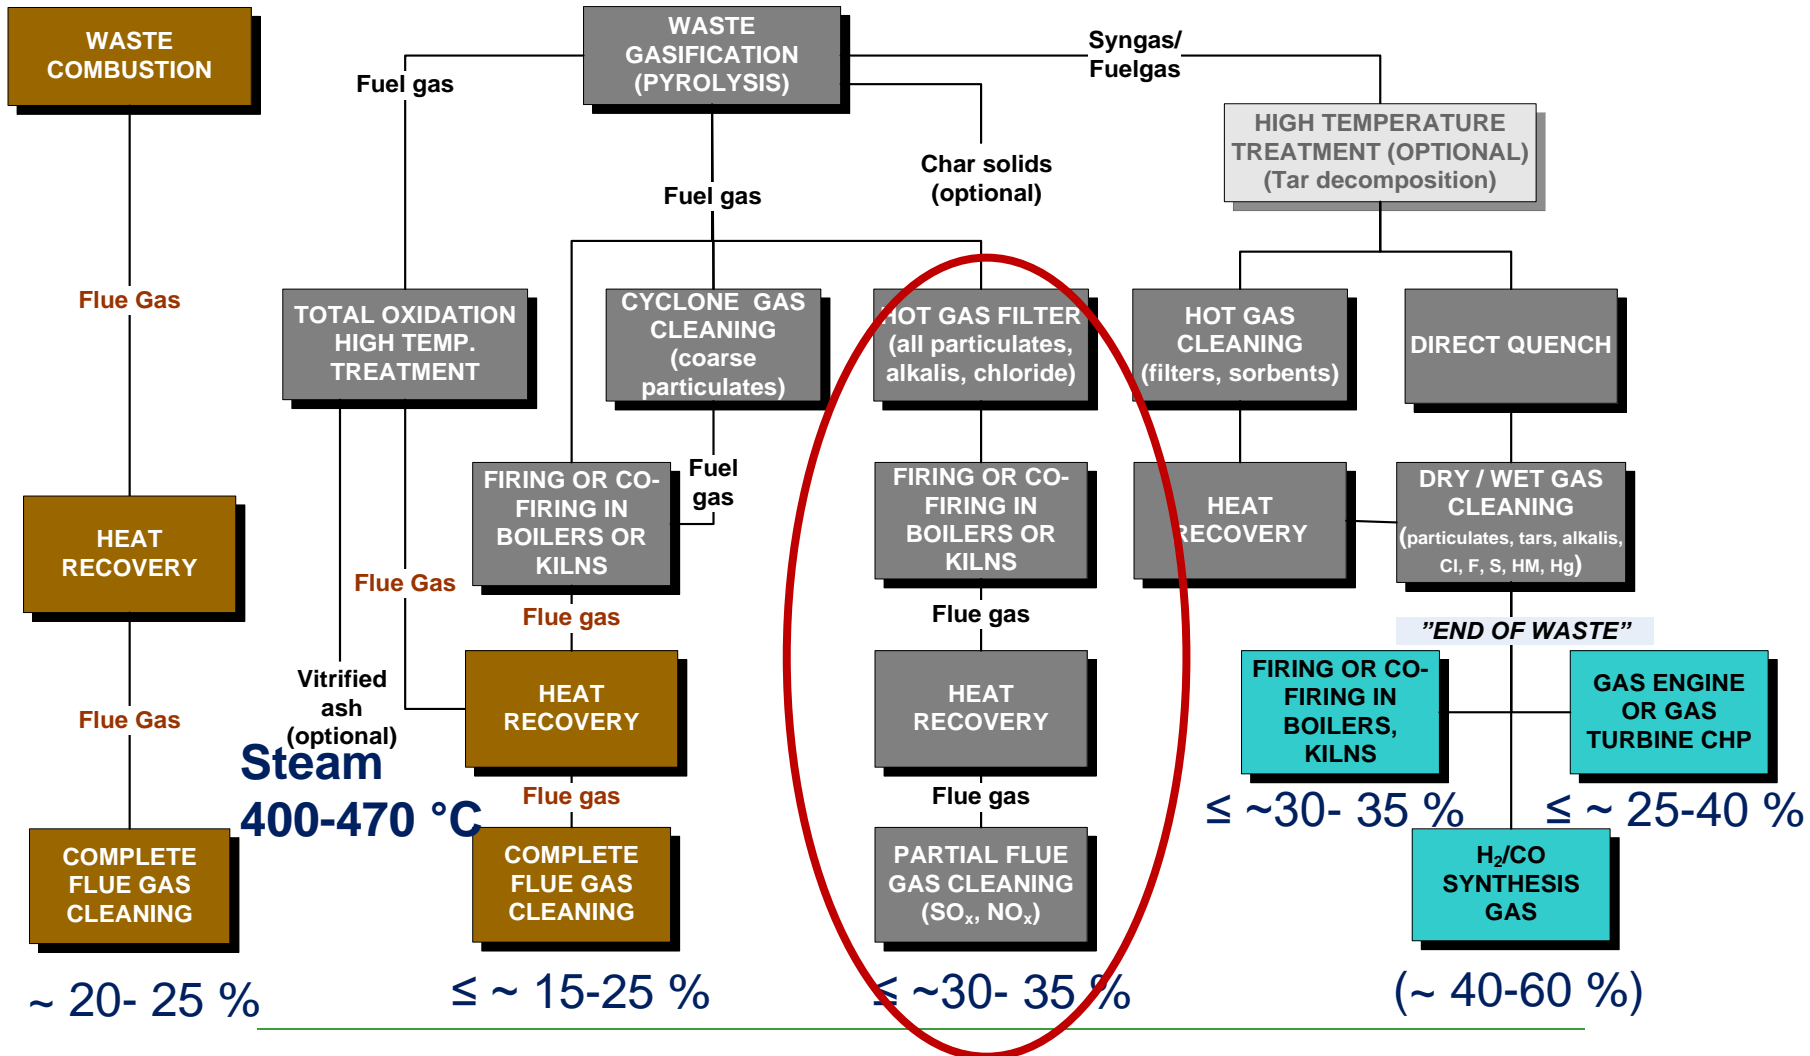 WASTE
COMBUSTION
Flue Gas
HEAT
RECOVERY
Flue Gas
COMPLETE
FLUE GAS
CLEANING
~ 20- 25 %
WASTE
GASIFICATION
(PYROLYSIS)
Fuel gas
TOTAL OXIDATION
HIGH TEMP.
TREATMENT
Flue Gas
Vitrified
ash
(optional)
Steam
400-470 °C
Fuel gas
CYCLONE GAS
CLEANING
(coarse
particulates)
Fuel
gas
FIRING OR CO-
FIRING IN
BOILERS OR
KILNS
Flue gas
HEAT
RECOVERY
Flue gas
COMPLETE
FLUE GAS
CLEANING
≤ ~ 15-25 %
Char solids
(optional)
HOT GAS FILTER
(all particulates,
alkalis, chloride)
FIRING OR CO-
FIRING IN
BOILERS OR
KILNS
Flue gas
HEAT
RECOVERY
Flue gas
PARTIAL FLUE
GAS CLEANING
(SOx, NOx)
≤ ~30- 35 %
Syngas/
Fuelgas
HIGH TEMPERATURE
TREATMENT (OPTIONAL)
(Tar decomposition)
HOT GAS
CLEANING
(filters, sorbents)
HEAT
RECOVERY
DIRECT QUENCH
DRY / WET GAS
CLEANING
(particulates, tars, alkalis,
Cl, F, S, HM, Hg)
”END OF WASTE”
FIRING OR CO-
FIRING IN
BOILERS,
KILNS
≤ ~30- 35 %
GAS ENGINE
OR GAS
TURBINE CHP
≤ ~ 25-40 %
H2/CO
SYNTHESIS
GAS
(~ 40-60 %)